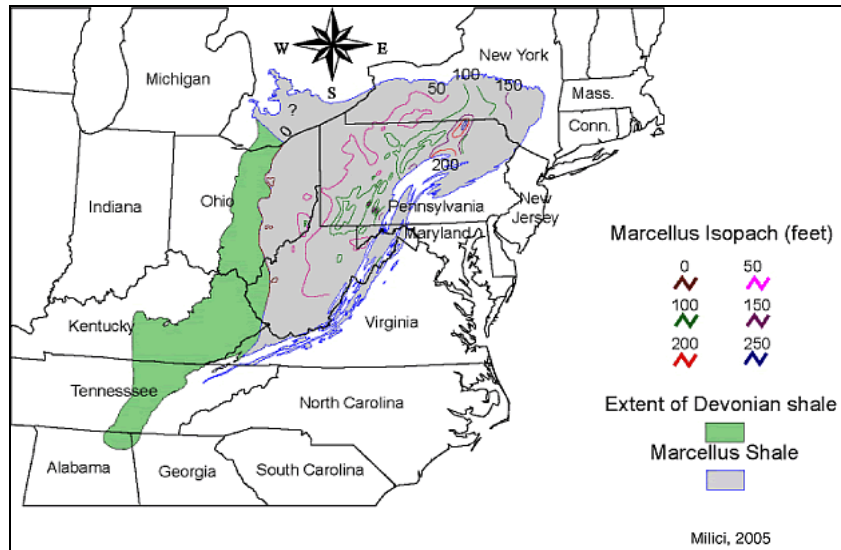 W E
S
Michigan
New York
50 100 150
Mass.
Conn.
?
0
200
Indiana
Ohio
Pennsylvania
New
Jersey
Maryland
Marcellus Isopach (feet)
0 50
100 150
200 250
Kentucky
Virginia
Tennesssee
North Carolina
Extent of Devonian shale
Marcellus Shale
Alabama
Georgia
South Carolina
Milici, 2005